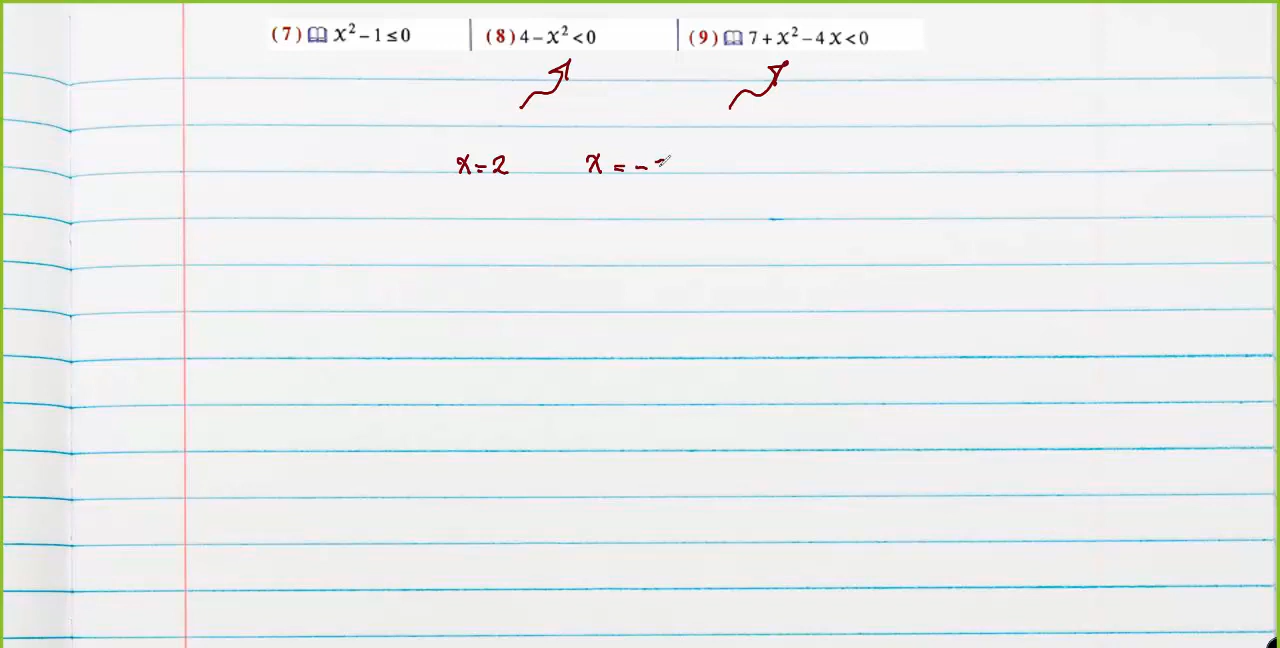 (7) x² − 1 ≤ 0 (8) 4 − x² < 0 (9) 7 + x² − 4x < 0
x = 2 x = -